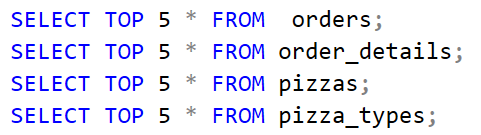 SELECT TOP 5 * FROM  orders;
SELECT TOP 5 * FROM order_details;
SELECT TOP 5 * FROM pizzas;
SELECT TOP 5 * FROM pizza_types;